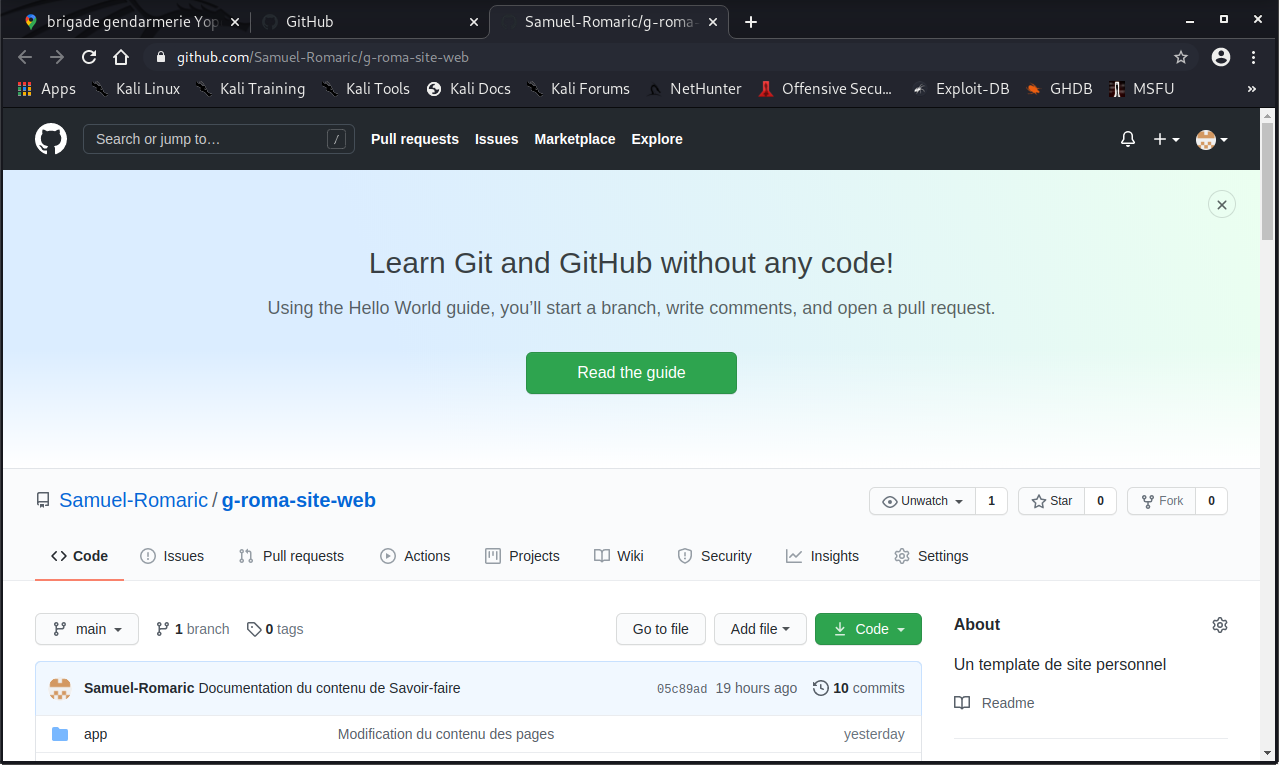 brigade gendarmerie Yop
GitHub
Samuel-Romaric/g-roma-
github.com/Samuel-Romaric/g-roma-site-web
Apps Kali Linux Kali Training Kali Tools Kali Docs Kali Forums NetHunter Offensive Secu... Exploit-DB GHDB MSFU »
Search or jump to… / Pull requests Issues Marketplace Explore
Learn Git and GitHub without any code!
Using the Hello World guide, you’ll start a branch, write comments, and open a pull request.
Read the guide
Samuel-Romaric / g-roma-site-web
Unwatch 1 Star 0 Fork 0
Code Issues Pull requests Actions Projects Wiki Security Insights Settings
main 1 branch 0 tags Go to file Add file Code
About
Un template de site personnel
Readme
Samuel-Romaric Documentation du contenu de Savoir-faire 05c89ad 19 hours ago 10 commits
app Modification du contenu des pages yesterday